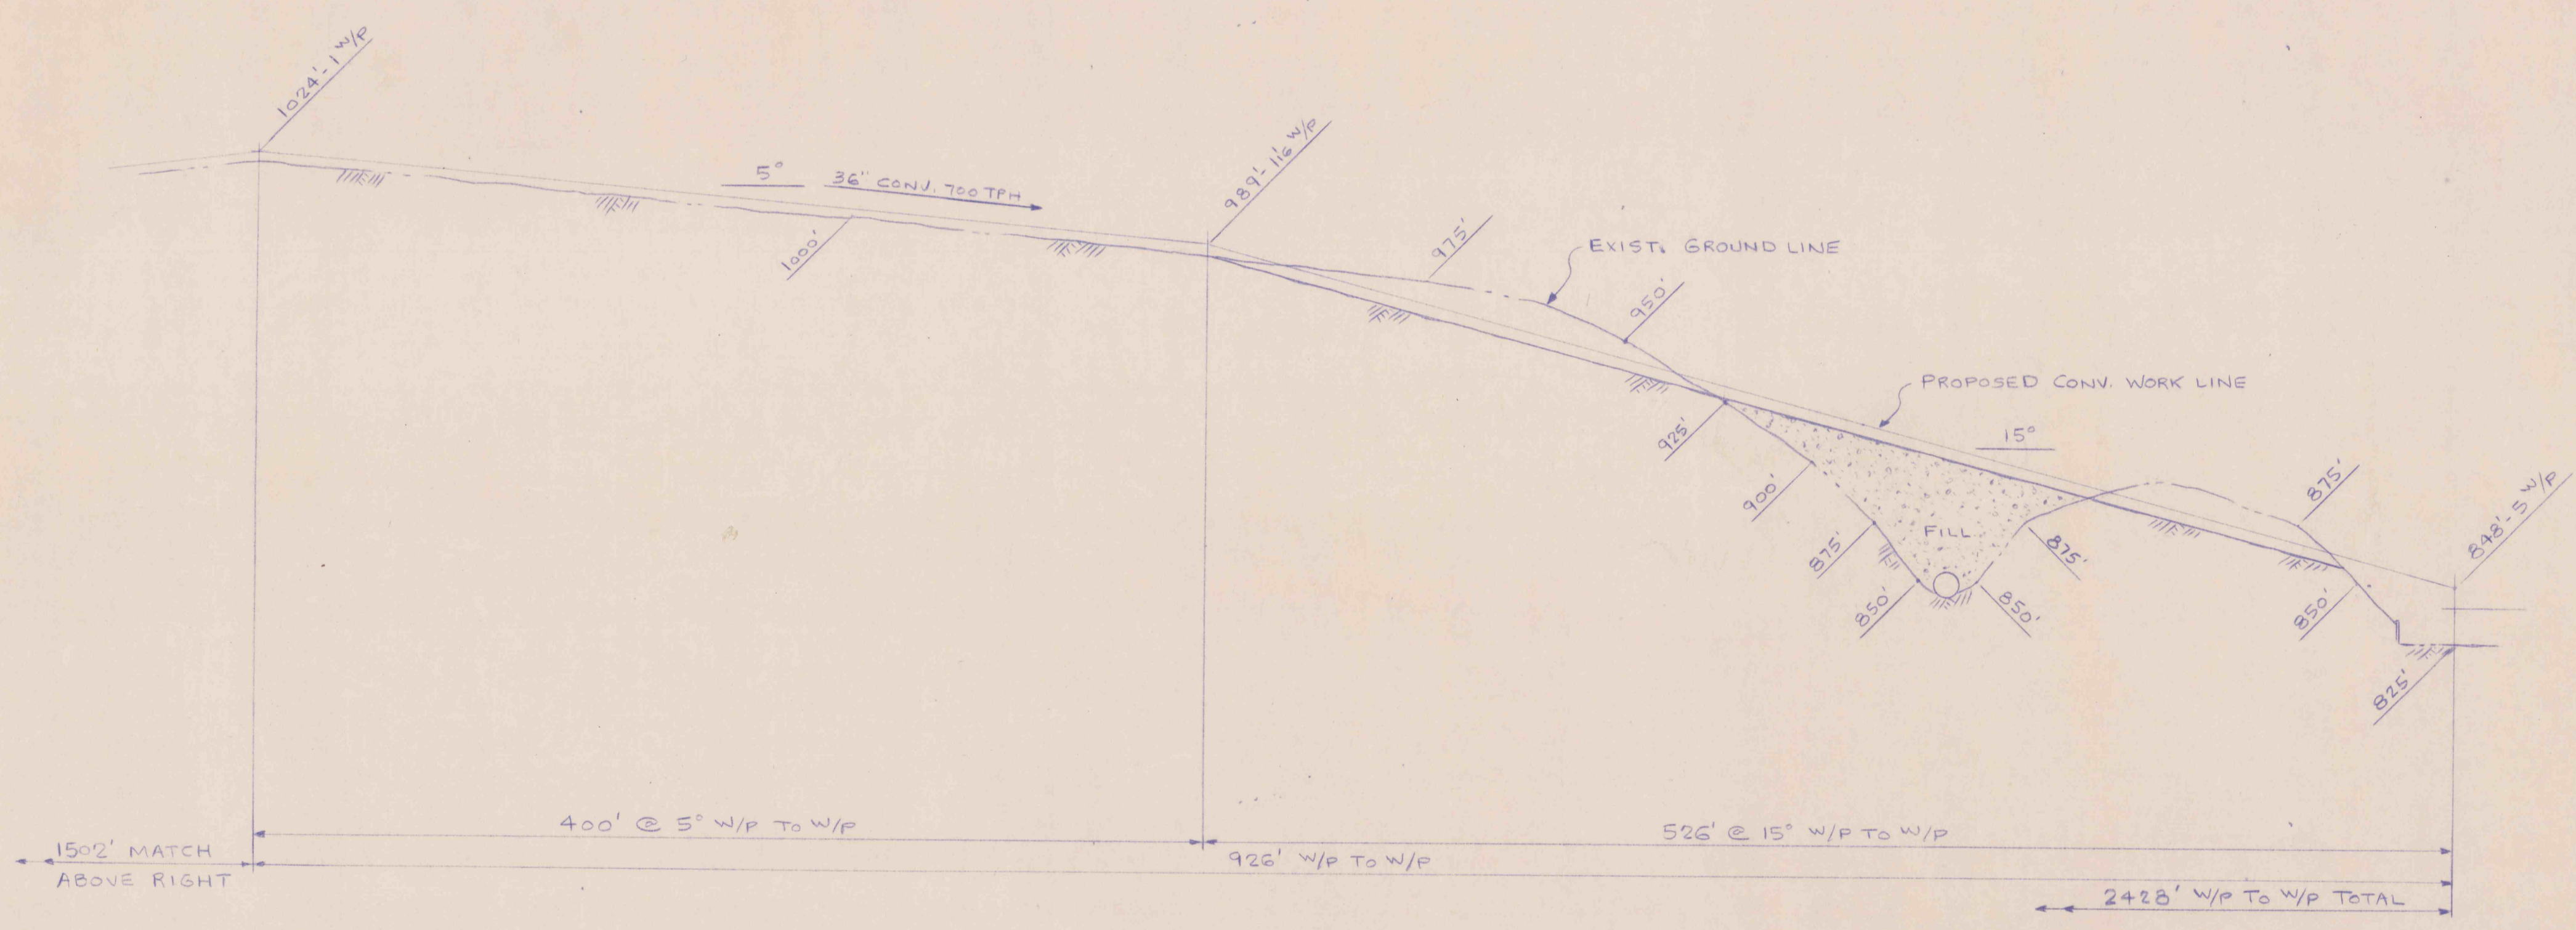 1024'-1 W/P
5°
36" CONV. 700 TPH
1000'
989'-11'6 W/P
975'
EXIST. GROUND LINE
950'
PROPOSED CONV. WORK LINE
15°
925'
900'
875'
850'
FILL
875'
850'
875'
848'-5 W/P
850'
825'
400' @ 5° W/P TO W/P
526' @ 15° W/P TO W/P
1502' MATCH
ABOVE RIGHT
926' W/P TO W/P
2428' W/P TO W/P TOTAL